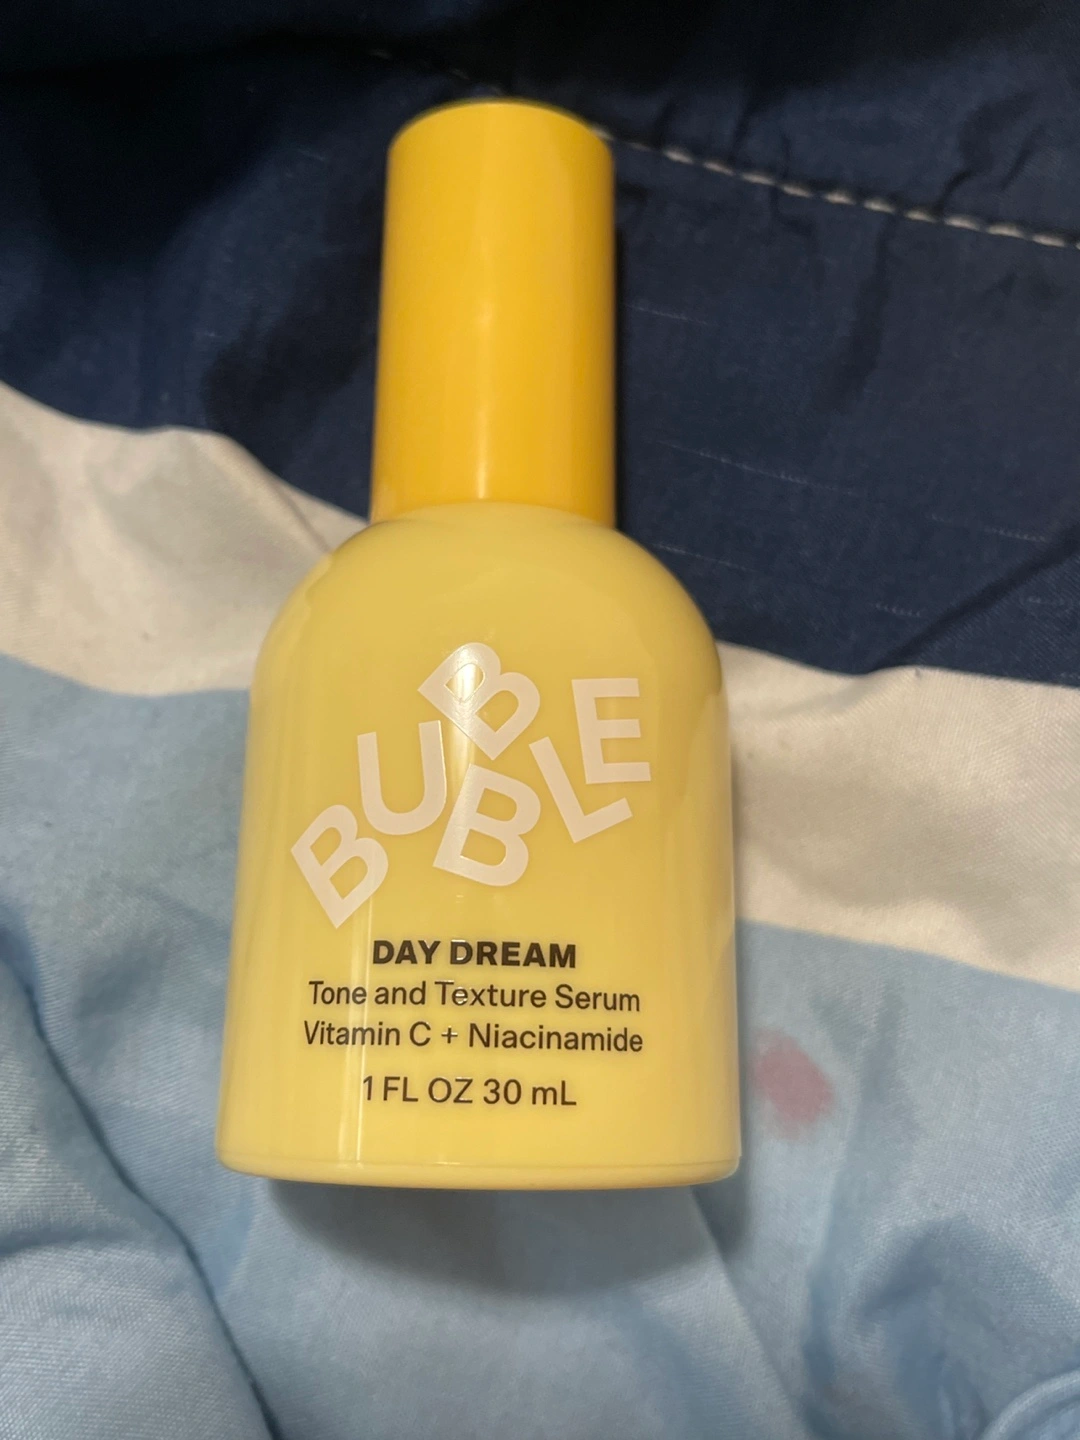 BUBBLE
DAY DREAM
Tone and Texture Serum
Vitamin C + Niacinamide
1 FL OZ 30 mL